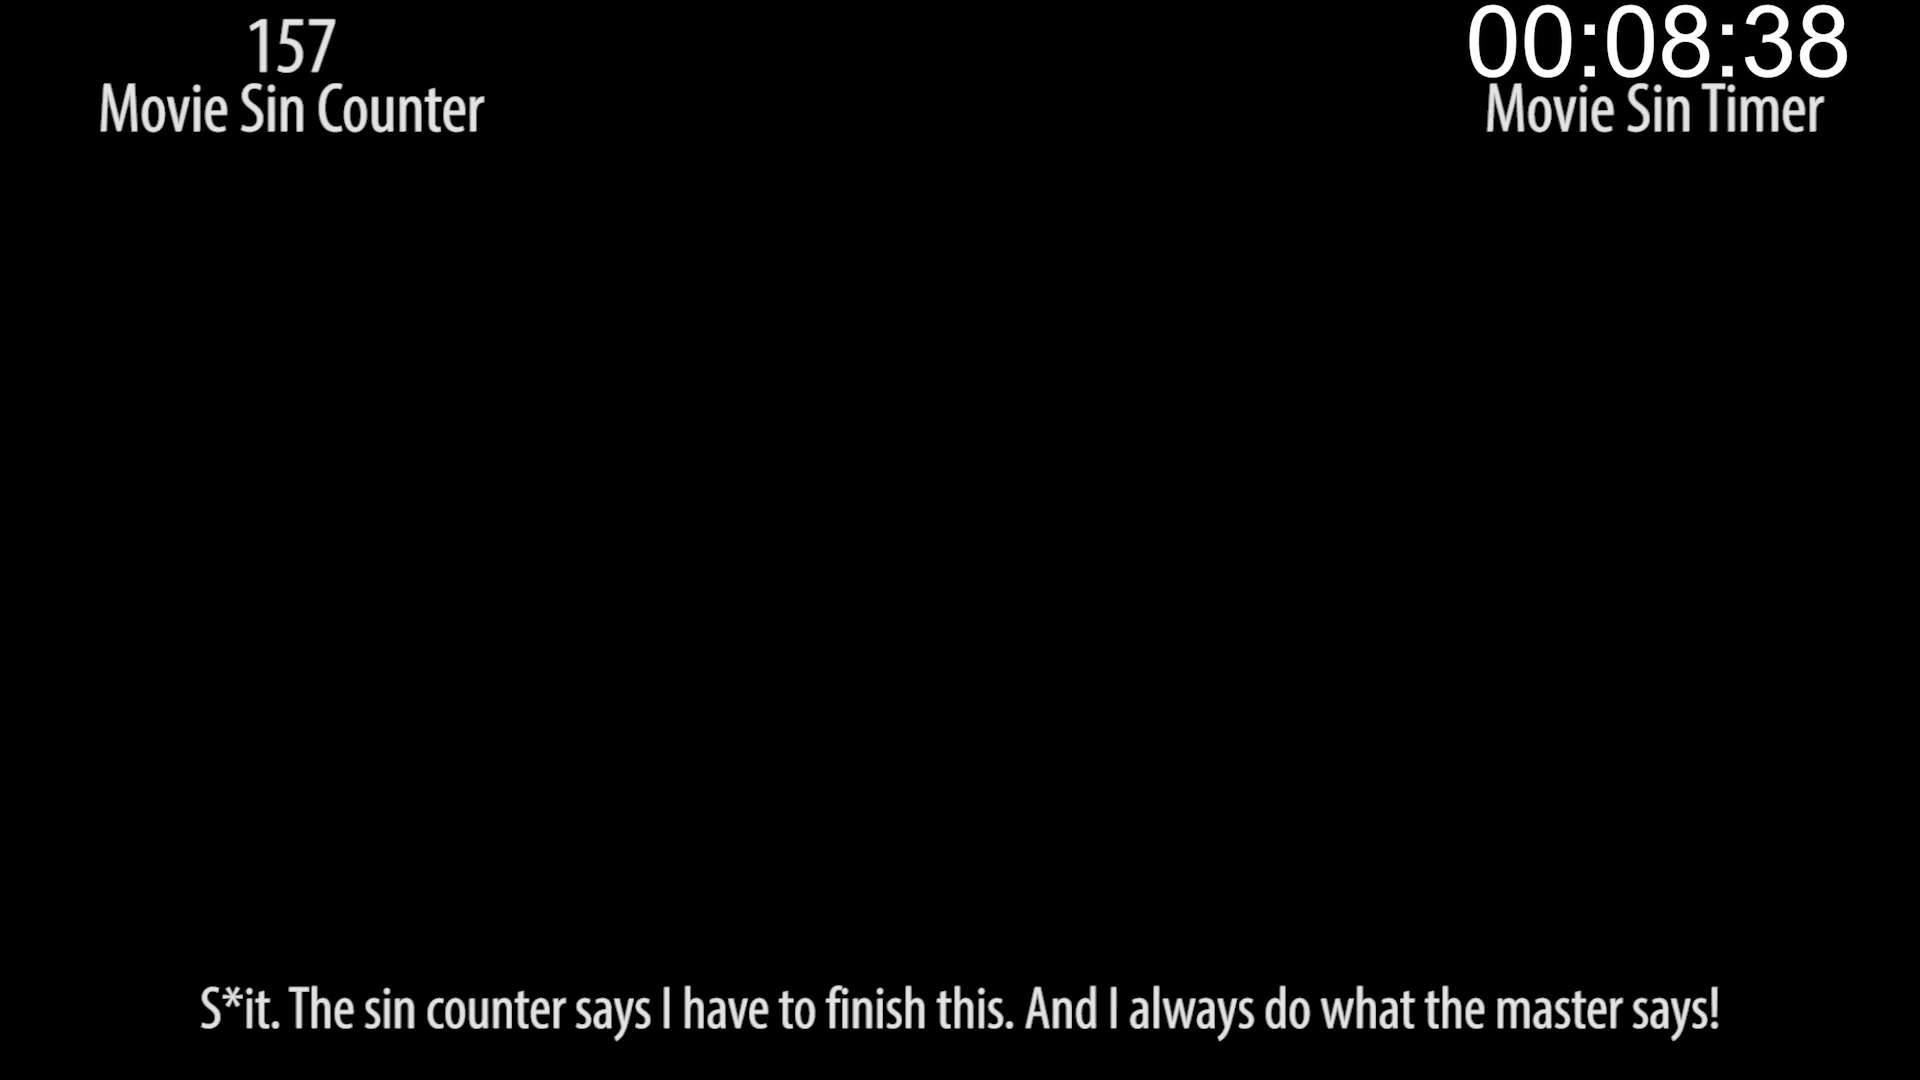 157
Movie Sin Counter
00:08:38
Movie Sin Timer
S*it. The sin counter says I have to finish this. And I always do what the master says!